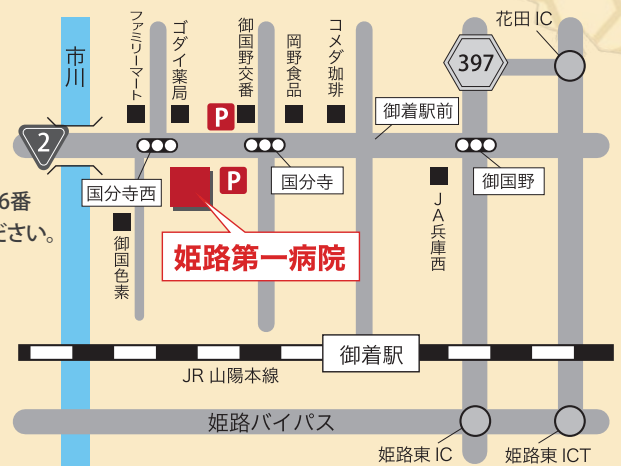 市川
ファミリーマート
ゴダイ薬局
御国野交番
岡野食品
コメダ珈琲
花田 IC
397
P
御着駅前
2
国分寺西
P
国分寺
御国野
6番
ださい。
御国色素
姫路第一病院
JA兵庫西
御着駅
JR 山陽本線
姫路バイパス
姫路東 IC
姫路東 ICT